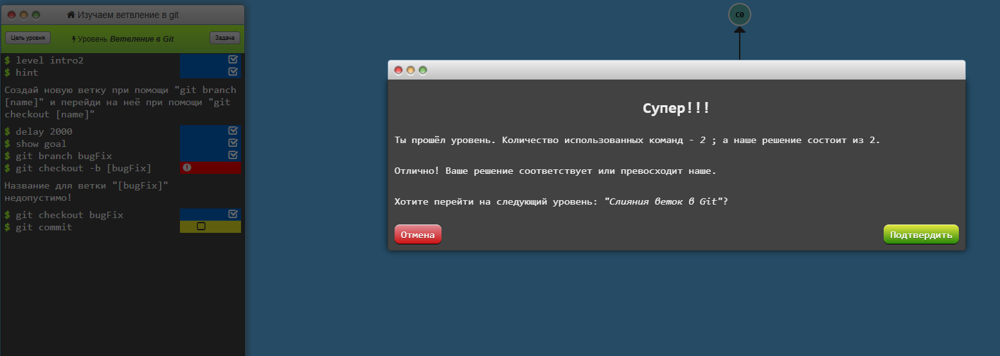 Изучаем ветвление в git
Цель уровня
Уровень Ветвление в Git
Задача
$ level intro2
$ hint
Создай новую ветку при помощи "git branch
[name]" и перейди на неё при помощи "git
checkout [name]"
$ delay 2000
$ show goal
$ git branch bugFix
$ git checkout -b [bugFix]
Название для ветки "[bugFix]"
недопустимо!
$ git checkout bugFix
$ git commit
C0
Супер!!!
Ты прошёл уровень. Количество использованных команд - 2 ; а наше решение состоит из 2.
Отлично! Ваше решение соответствует или превосходит наше.
Хотите перейти на следующий уровень: "Слияния веток в Git"?
Отмена
Подтвердить